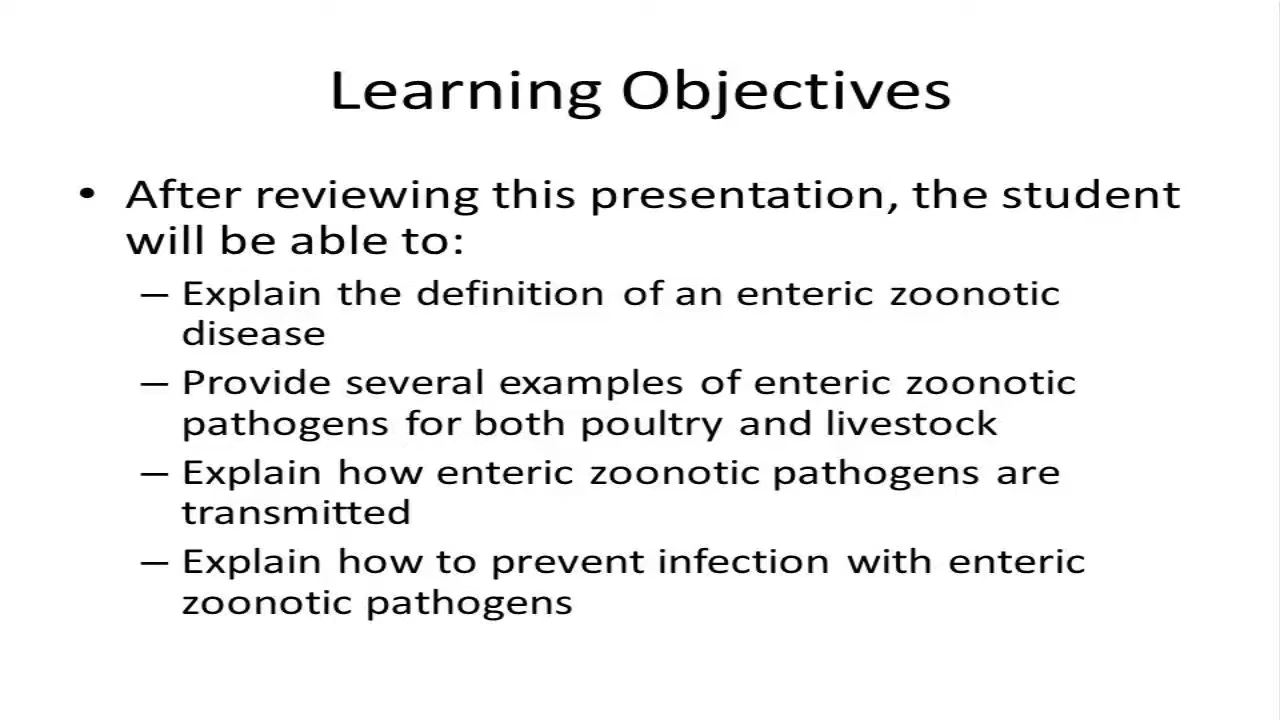 Learning Objectives
• After reviewing this presentation, the student
will be able to:
– Explain the definition of an enteric zoonotic
disease
– Provide several examples of enteric zoonotic
pathogens for both poultry and livestock
– Explain how enteric zoonotic pathogens are
transmitted
– Explain how to prevent infection with enteric
zoonotic pathogens